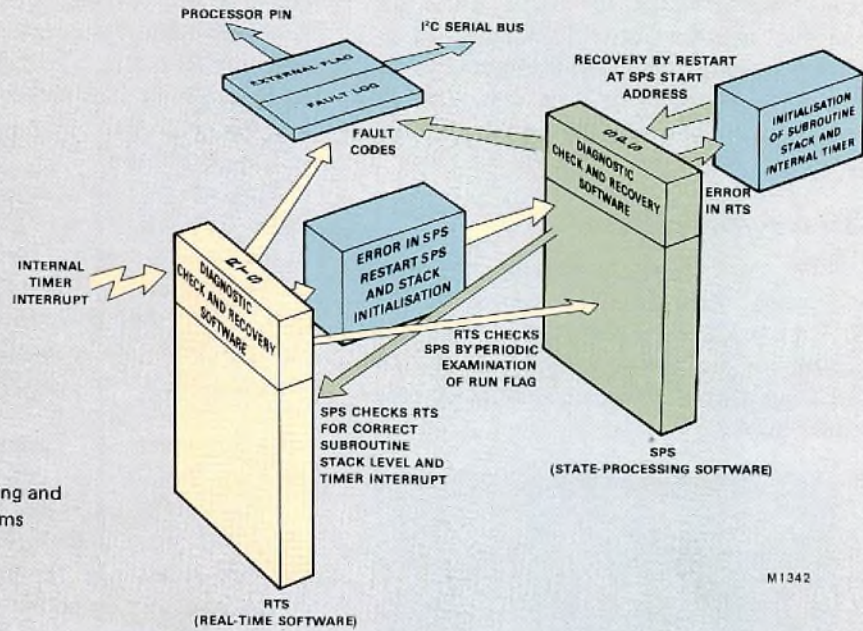 PROCESSOR PIN
I²C SERIAL BUS
EXTERNAL FLAG
FAULT LOG
FAULT
CODES
RECOVERY BY RESTART
AT SPS START
ADDRESS
INITIALISATION
OF SUBROUTINE
STACK AND
INTERNAL TIMER
SPS
DIAGNOSTIC
CHECK AND RECOVERY
SOFTWARE
ERROR
IN RTS
INTERNAL
TIMER
INTERRUPT
RTS
DIAGNOSTIC
CHECK AND RECOVERY
SOFTWARE
ERROR IN SPS
RESTART SPS
AND STACK
INITIALISATION
RTS CHECKS
SPS BY PERIODIC
EXAMINATION
OF RUN FLAG
SPS CHECKS RTS
FOR CORRECT
SUBROUTINE
STACK LEVEL AND
TIMER INTERRUPT
SPS
(STATE-PROCESSING SOFTWARE)
ng and
ms
M1342
RTS
(REAL-TIME SOFTWARE)